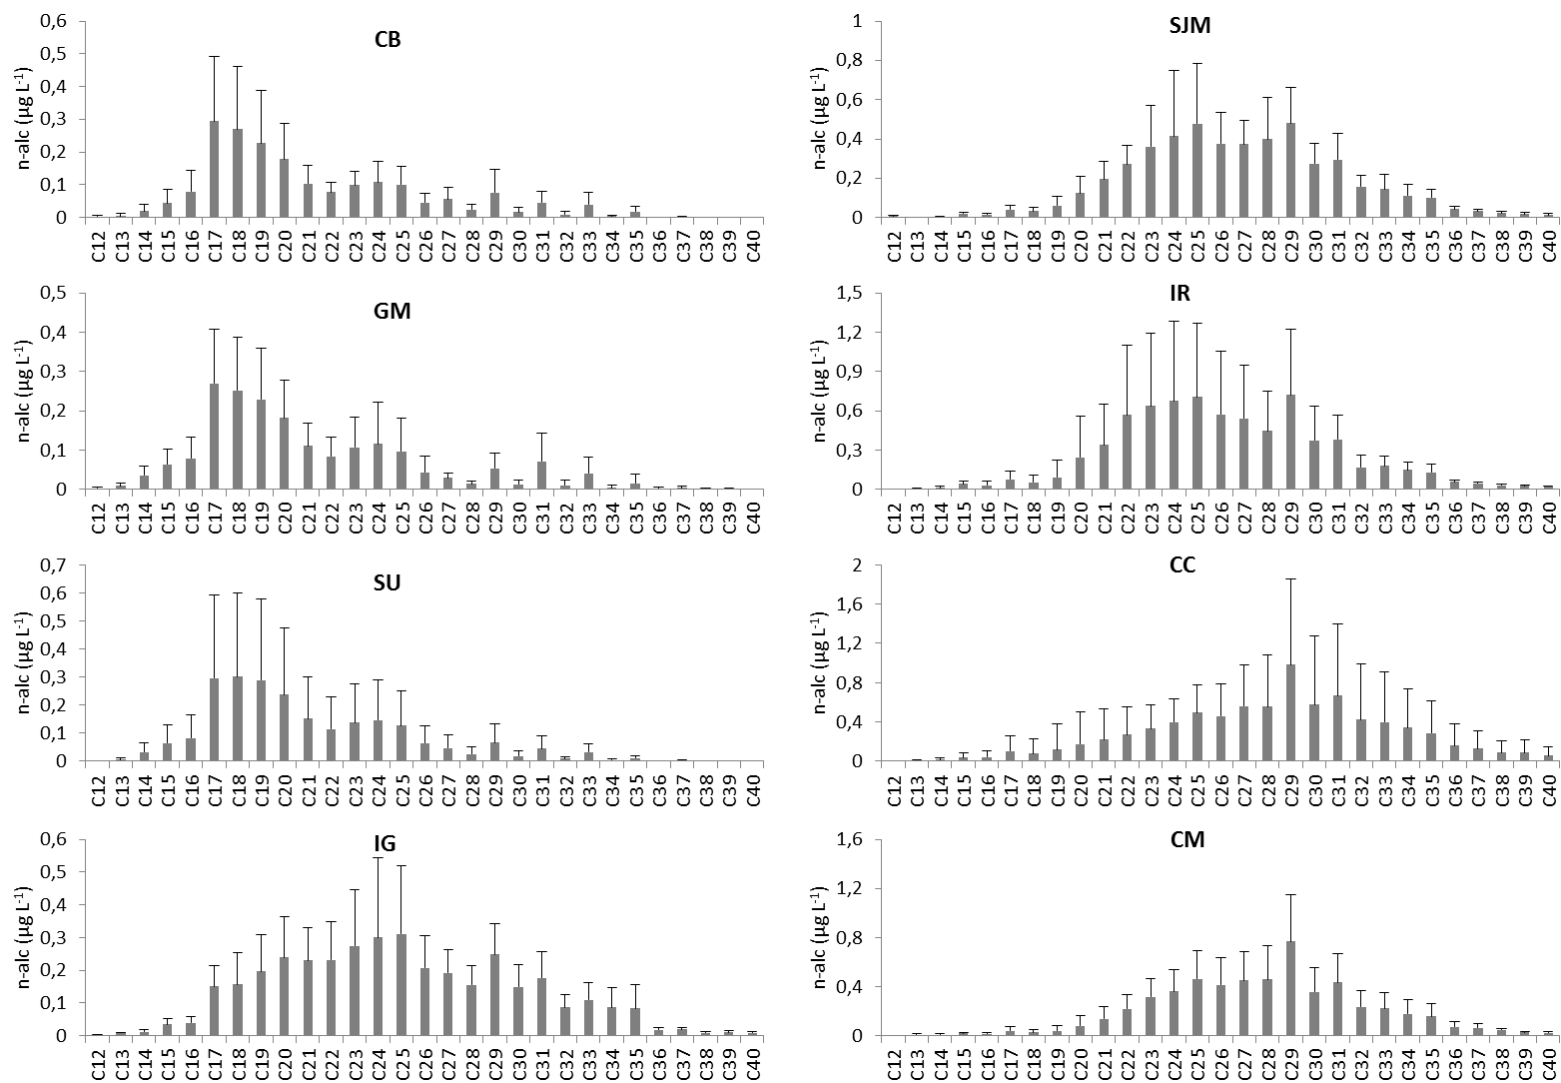 CB
n-alc (µg L-1)
0,6
0,5
0,4
0,3
0,2
0,1
0
C12 C13 C14 C15 C16 C17 C18 C19 C20 C21 C22 C23 C24 C25 C26 C27 C28 C29 C30 C31 C32 C33 C34 C35 C36 C37 C38 C39 C40
SJM
n-alc (µg L-1)
1
0,8
0,6
0,4
0,2
0
C12 C13 C14 C15 C16 C17 C18 C19 C20 C21 C22 C23 C24 C25 C26 C27 C28 C29 C30 C31 C32 C33 C34 C35 C36 C37 C38 C39 C40
GM
n-alc (µg L-1)
0,5
0,4
0,3
0,2
0,1
0
C12 C13 C14 C15 C16 C17 C18 C19 C20 C21 C22 C23 C24 C25 C26 C27 C28 C29 C30 C31 C32 C33 C34 C35 C36 C37 C38 C39 C40
IR
n-alc (µg L-1)
1,5
1,2
0,9
0,6
0,3
0
C12 C13 C14 C15 C16 C17 C18 C19 C20 C21 C22 C23 C24 C25 C26 C27 C28 C29 C30 C31 C32 C33 C34 C35 C36 C37 C38 C39 C40
SU
n-alc (µg L-1)
0,7
0,6
0,5
0,4
0,3
0,2
0,1
0
C12 C13 C14 C15 C16 C17 C18 C19 C20 C21 C22 C23 C24 C25 C26 C27 C28 C29 C30 C31 C32 C33 C34 C35 C36 C37 C38 C39 C40
CC
n-alc (µg L-1)
2
1,6
1,2
0,8
0,4
0
C12 C13 C14 C15 C16 C17 C18 C19 C20 C21 C22 C23 C24 C25 C26 C27 C28 C29 C30 C31 C32 C33 C34 C35 C36 C37 C38 C39 C40
IG
n-alc (µg L-1)
0,6
0,5
0,4
0,3
0,2
0,1
0
C12 C13 C14 C15 C16 C17 C18 C19 C20 C21 C22 C23 C24 C25 C26 C27 C28 C29 C30 C31 C32 C33 C34 C35 C36 C37 C38 C39 C40
CM
n-alc (µg L-1)
1,6
1,2
0,8
0,4
0
C12 C13 C14 C15 C16 C17 C18 C19 C20 C21 C22 C23 C24 C25 C26 C27 C28 C29 C30 C31 C32 C33 C34 C35 C36 C37 C38 C39 C40